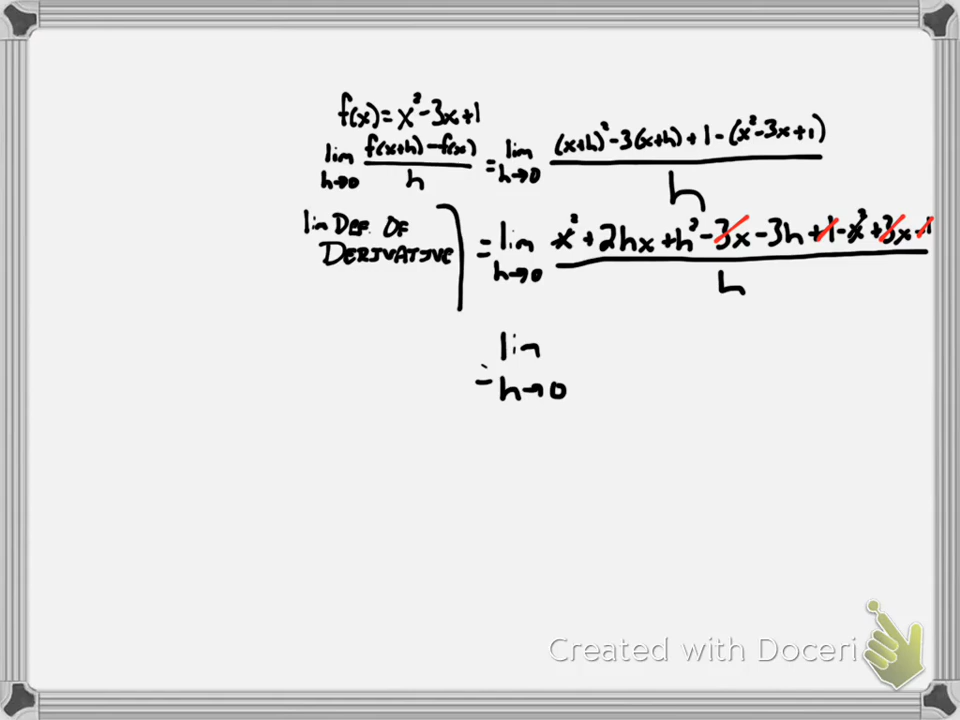 f(x) = x² - 3x + 1
lim h→0 (f(x+h) - f(x))/h = lim h→0 ((x+h)² - 3(x+h) + 1 - (x² - 3x + 1))/h
lim DEF. OF
DERIVATIVE
= lim h→0 (x² + 2hx + h² - 3x - 3h + 1 - x² + 3x - 1)/h
= lim h→0
Created with Doceri